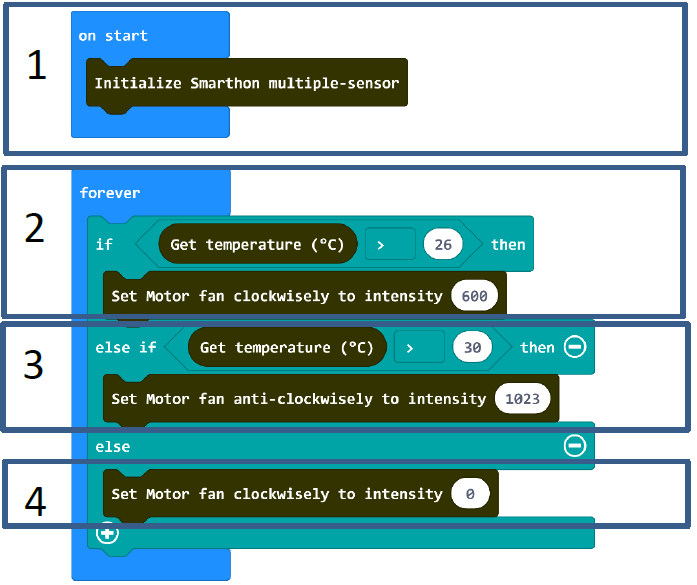 1
on start
Initialize Smarthon multiple-sensor
2
forever
if Get temperature (°C) > 26 then
Set Motor fan clockwisely to intensity 600
3
else if Get temperature (°C) > 30 then
Set Motor fan anti-clockwisely to intensity 1023
else
4
Set Motor fan clockwisely to intensity 0